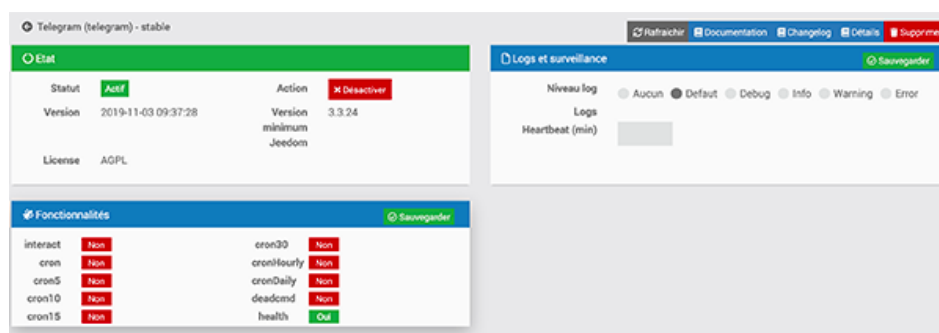 Telegram (telegram) - stable
Rafraichir Documentation Changelog Détails Supprime
Etat
Statut Actif Action Désactiver
Version 2019-11-03 09:37:28 Version minimum Jeedom 3.3.24
License AGPL
Logs et surveillance Sauvegarder
Niveau log Aucun Defaut Debug Info Warning Error
Logs
Heartbeat (min)
Fonctionnalités Sauvegarder
interact Non cron30 Non
cron Non cronHourly Non
cron5 Non cronDaily Non
cron10 Non deadcmd Non
cron15 Non health Oui